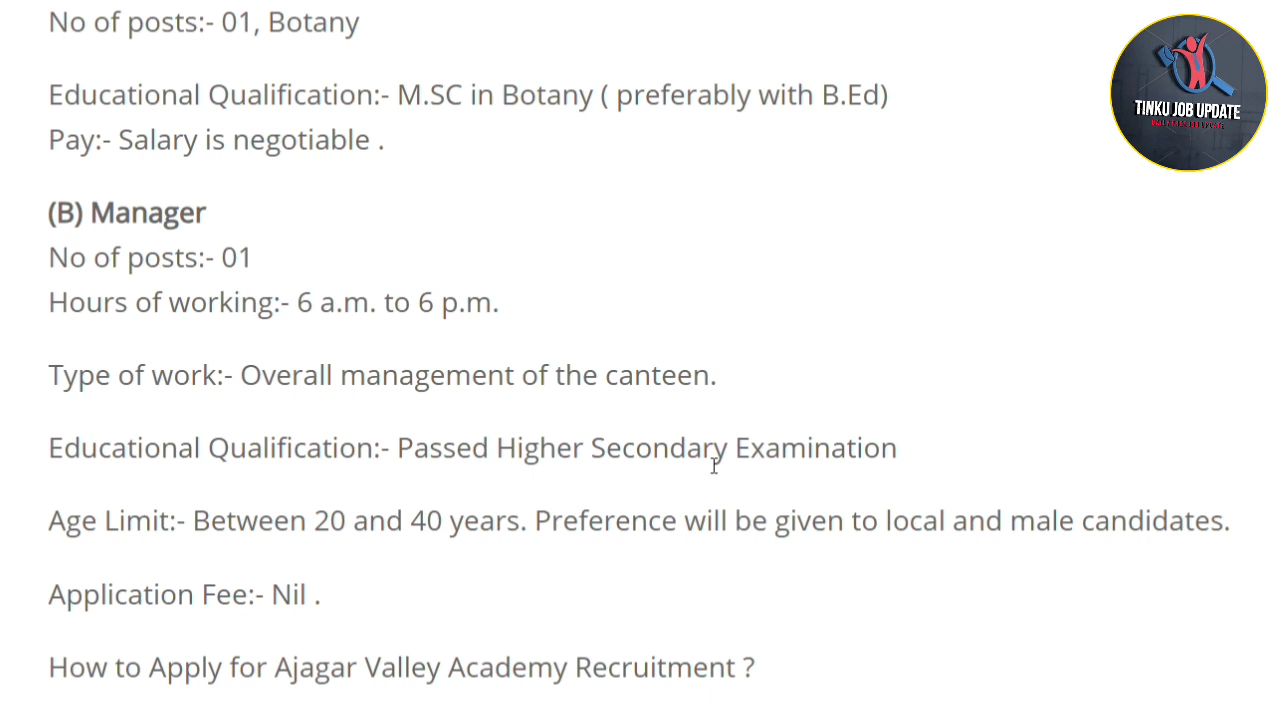 No of posts:- 01, Botany
Educational Qualification:- M.SC in Botany ( preferably with B.Ed)
Pay:- Salary is negotiable .
TINKU JOB UPDATE
(B) Manager
No of posts:- 01
Hours of working:- 6 a.m. to 6 p.m.
Type of work:- Overall management of the canteen.
Educational Qualification:- Passed Higher Secondary Examination
Age Limit:- Between 20 and 40 years. Preference will be given to local and male candidates.
Application Fee:- Nil .
How to Apply for Ajagar Valley Academy Recruitment ?